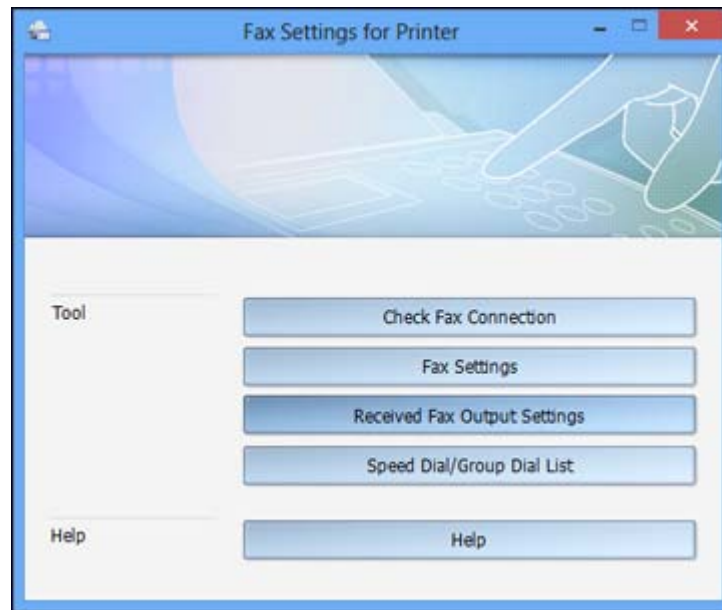 Fax Settings for Printer
Tool
Check Fax Connection
Fax Settings
Received Fax Output Settings
Speed Dial/Group Dial List
Help
Help